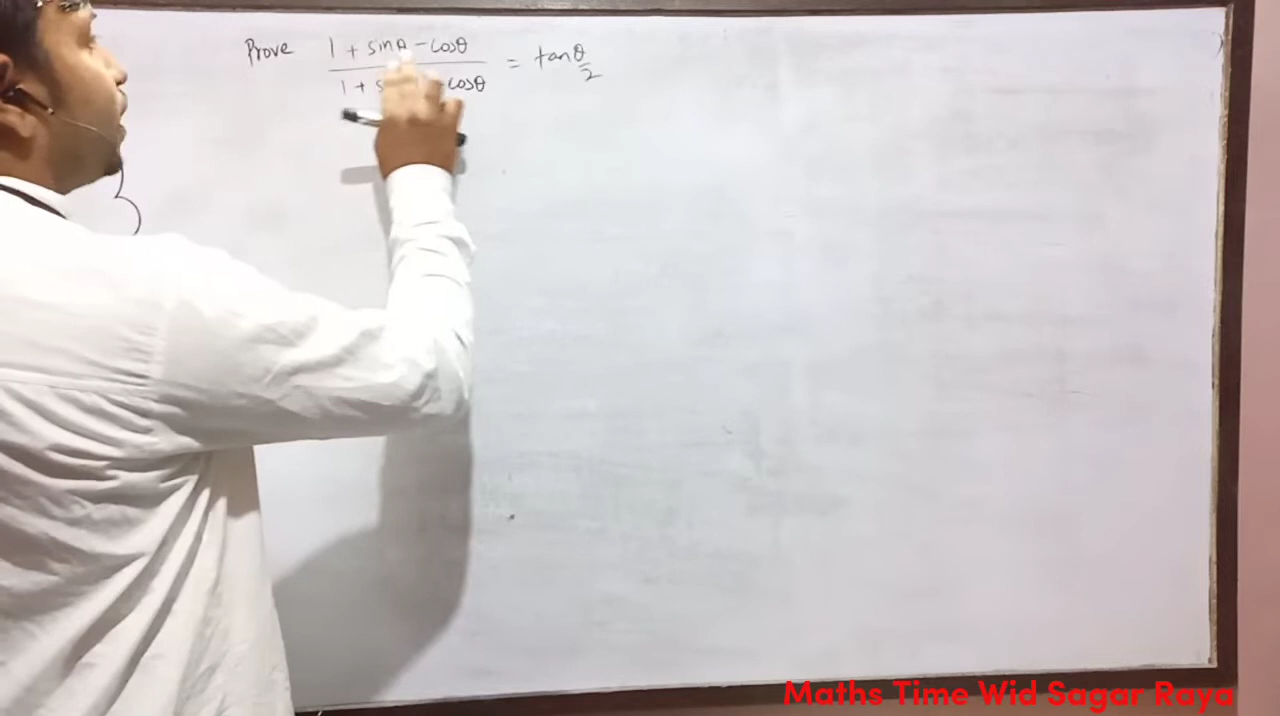 Prove 1 + sinθ - cosθ = tan θ/2
1 + cosθ
Maths Time Wid Sagar Raya